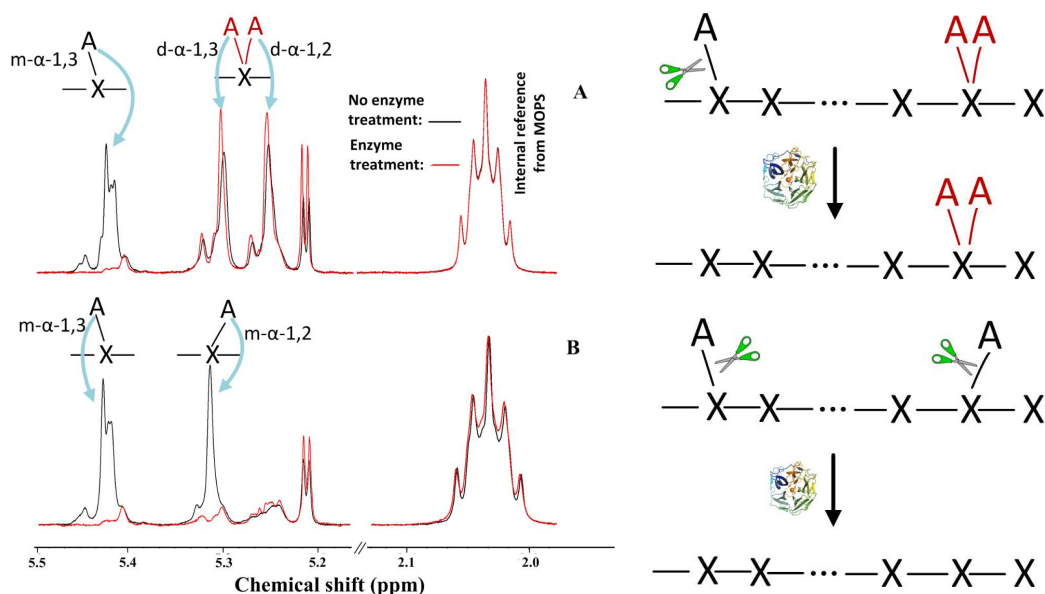 A
m-α-1,3
X
A A
d-α-1,3
d-α-1,2
X
No enzyme
treatment:
Enzyme
treatment:
Internal reference
from MOPS
A
A
A A
X X ... X X X
A A
X X ... X X X
A
m-α-1,3
X
A
m-α-1,2
X
B
A
A
X X ... X X X
X X ... X X X
5.5
5.4
5.3
5.2
//
2.1
2.0
Chemical shift (ppm)